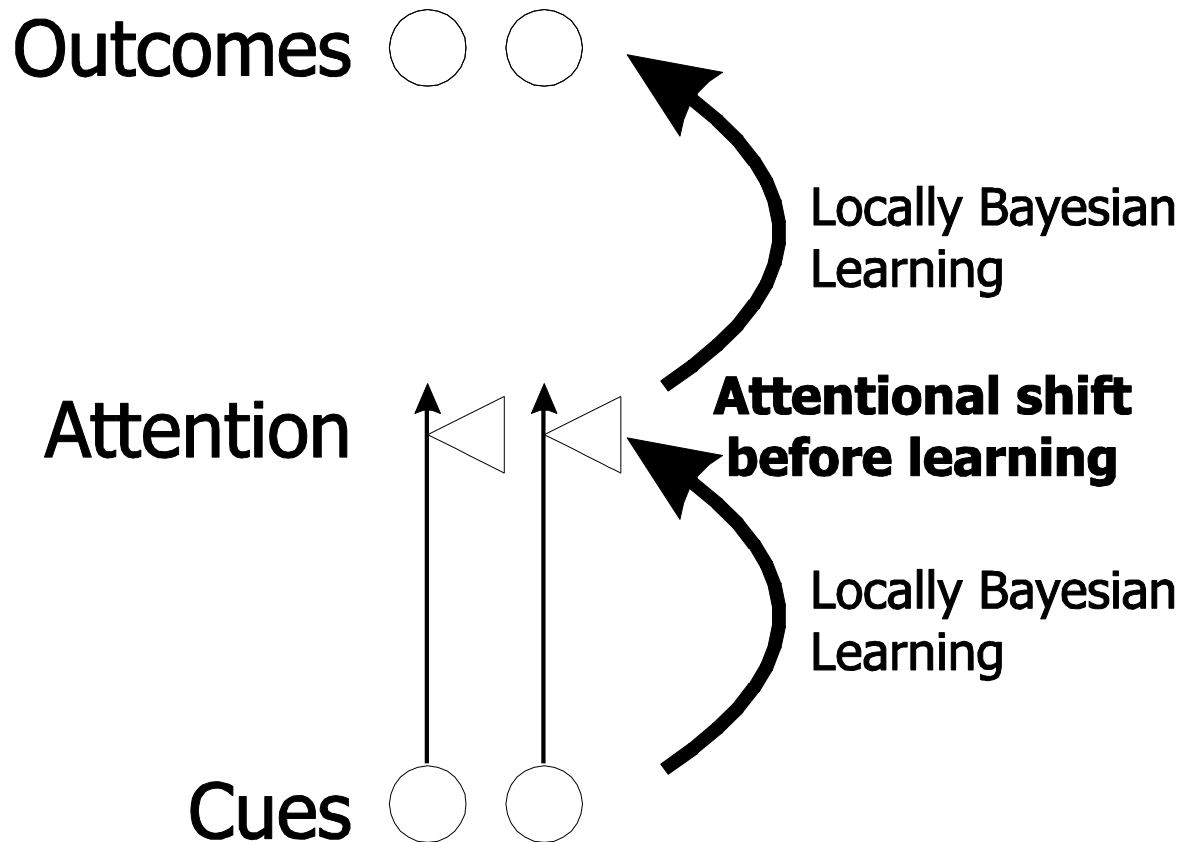 Outcomes
Locally Bayesian
Learning
Attention
Attentional shift
before learning
Locally Bayesian
Learning
Cues